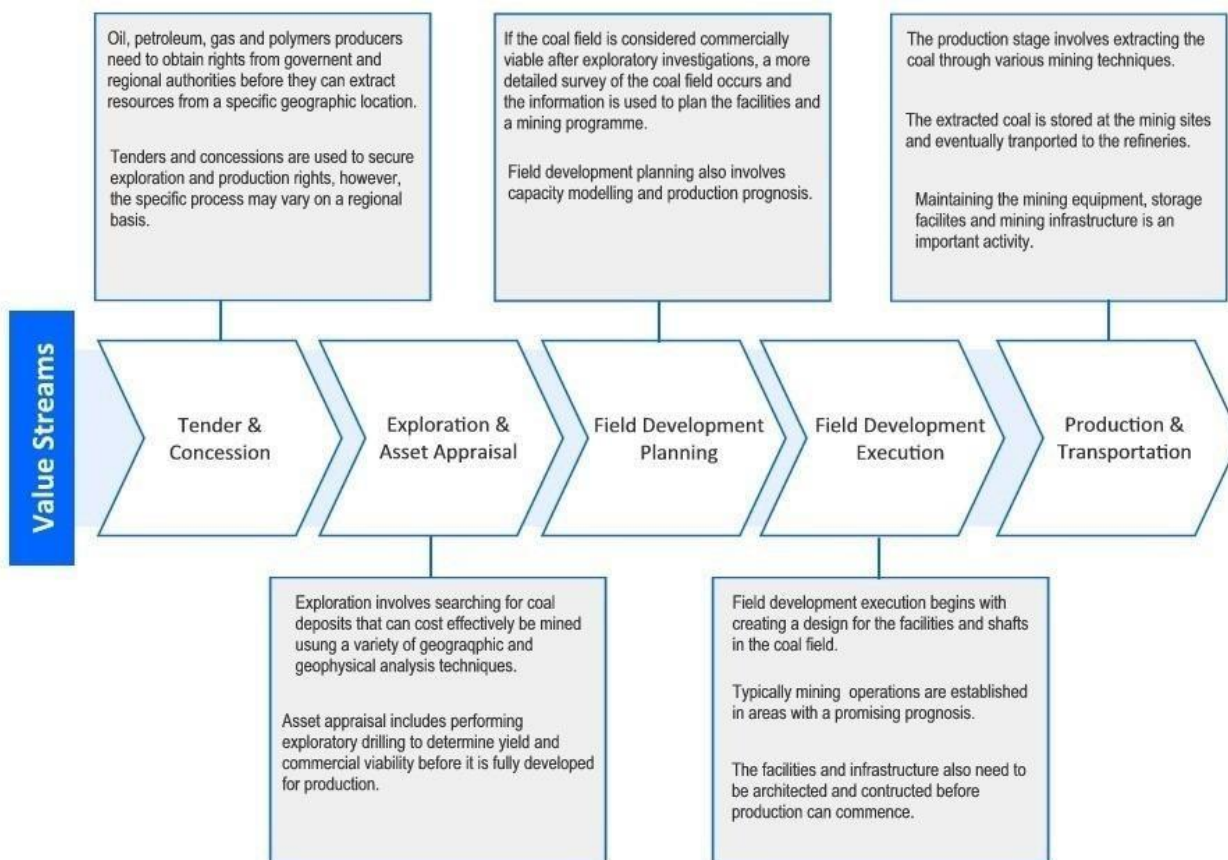 Oil, petroleum, gas and polymers producers
need to obtain rights from governent and
regional authorities before they can extract
resources from a specific geographic location.
Tenders and concessions are used to secure
exploration and production rights, however,
the specific process may vary on a regional
basis.
If the coal field is considered commercially
viable after exploratory investigations, a more
detailed survey of the coal field occurs and
the information is used to plan the facilities and
a mining programme.
Field development planning also involves
capacity modelling and production prognosis.
The production stage involves extracting the
coal through various mining techniques.
The extracted coal is stored at the minig sites
and eventually tranported to the refineries.
Maintaining the mining equipment, storage
facilites and mining infrastructure is an
important activity.
Value Streams
Tender &
Concession
Exploration &
Asset Appraisal
Field Development
Planning
Field Development
Execution
Production &
Transportation
Exploration involves searching for coal
deposits that can cost effectively be mined
usung a variety of geograqphic and
geophysical analysis techniques.
Asset appraisal includes performing
exploratory drilling to determine yield and
commercial viability before it is fully developed
for production.
Field development execution begins with
creating a design for the facilities and shafts
in the coal field.
Typically mining operations are established
in areas with a promising prognosis.
The facilities and infrastructure also need to
be architected and contructed before
production can commence.